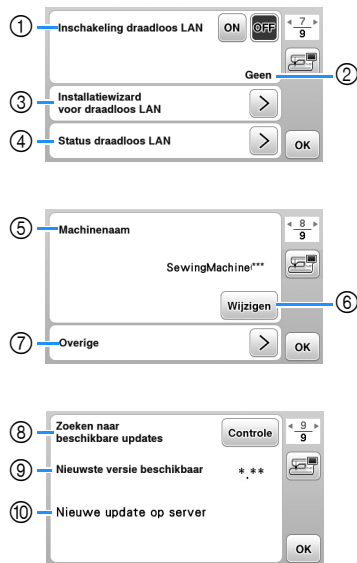 ① Inschakeling draadloos LAN ON OFF 7
9
Geen ②
③ Installatiewizard
voor draadloos LAN >
④ Status draadloos LAN > OK
⑤ Machinenaam 8
9
SewingMachine***
Wijzigen ⑥
⑦ Overige > OK
⑧ Zoeken naar
beschikbare updates Controle 9
9
⑨ Nieuwste versie beschikbaar *.**
⑩ Nieuwe update op server
OK